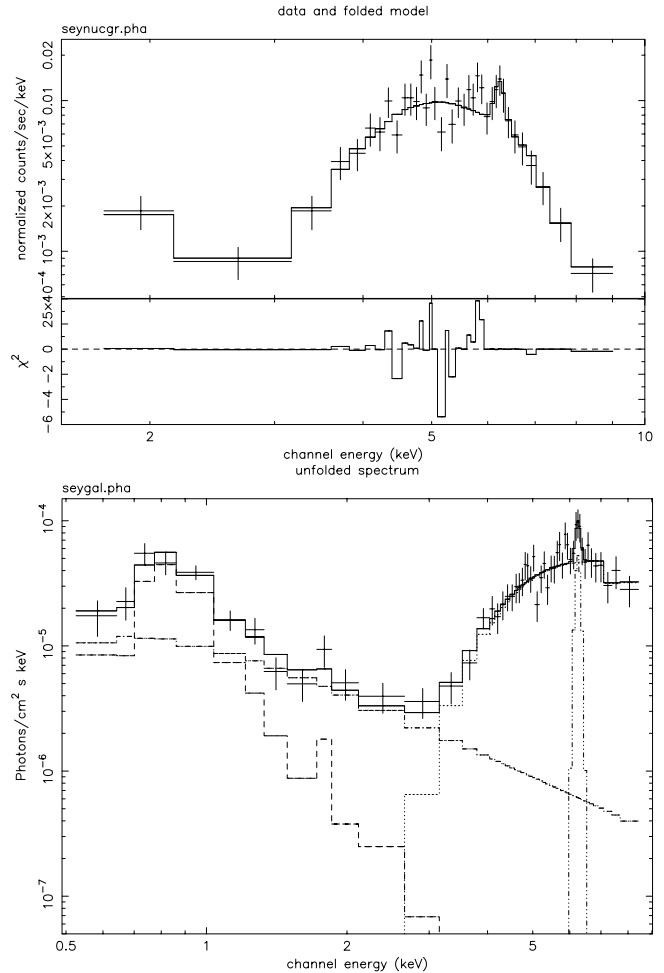 data and folded model
seynucgr.pha
normalized counts/sec/keV
0.02
0.01
5×10⁻³
2×10⁻³
10⁻³
5×10⁻⁴
χ²
4
2
0
-2
-4
-6
2
5
10
channel energy (keV)
unfolded spectrum
seygal.pha
Photons/cm² s keV
10⁻⁴
10⁻⁵
10⁻⁶
10⁻⁷
0.5
1
2
5
channel energy (keV)